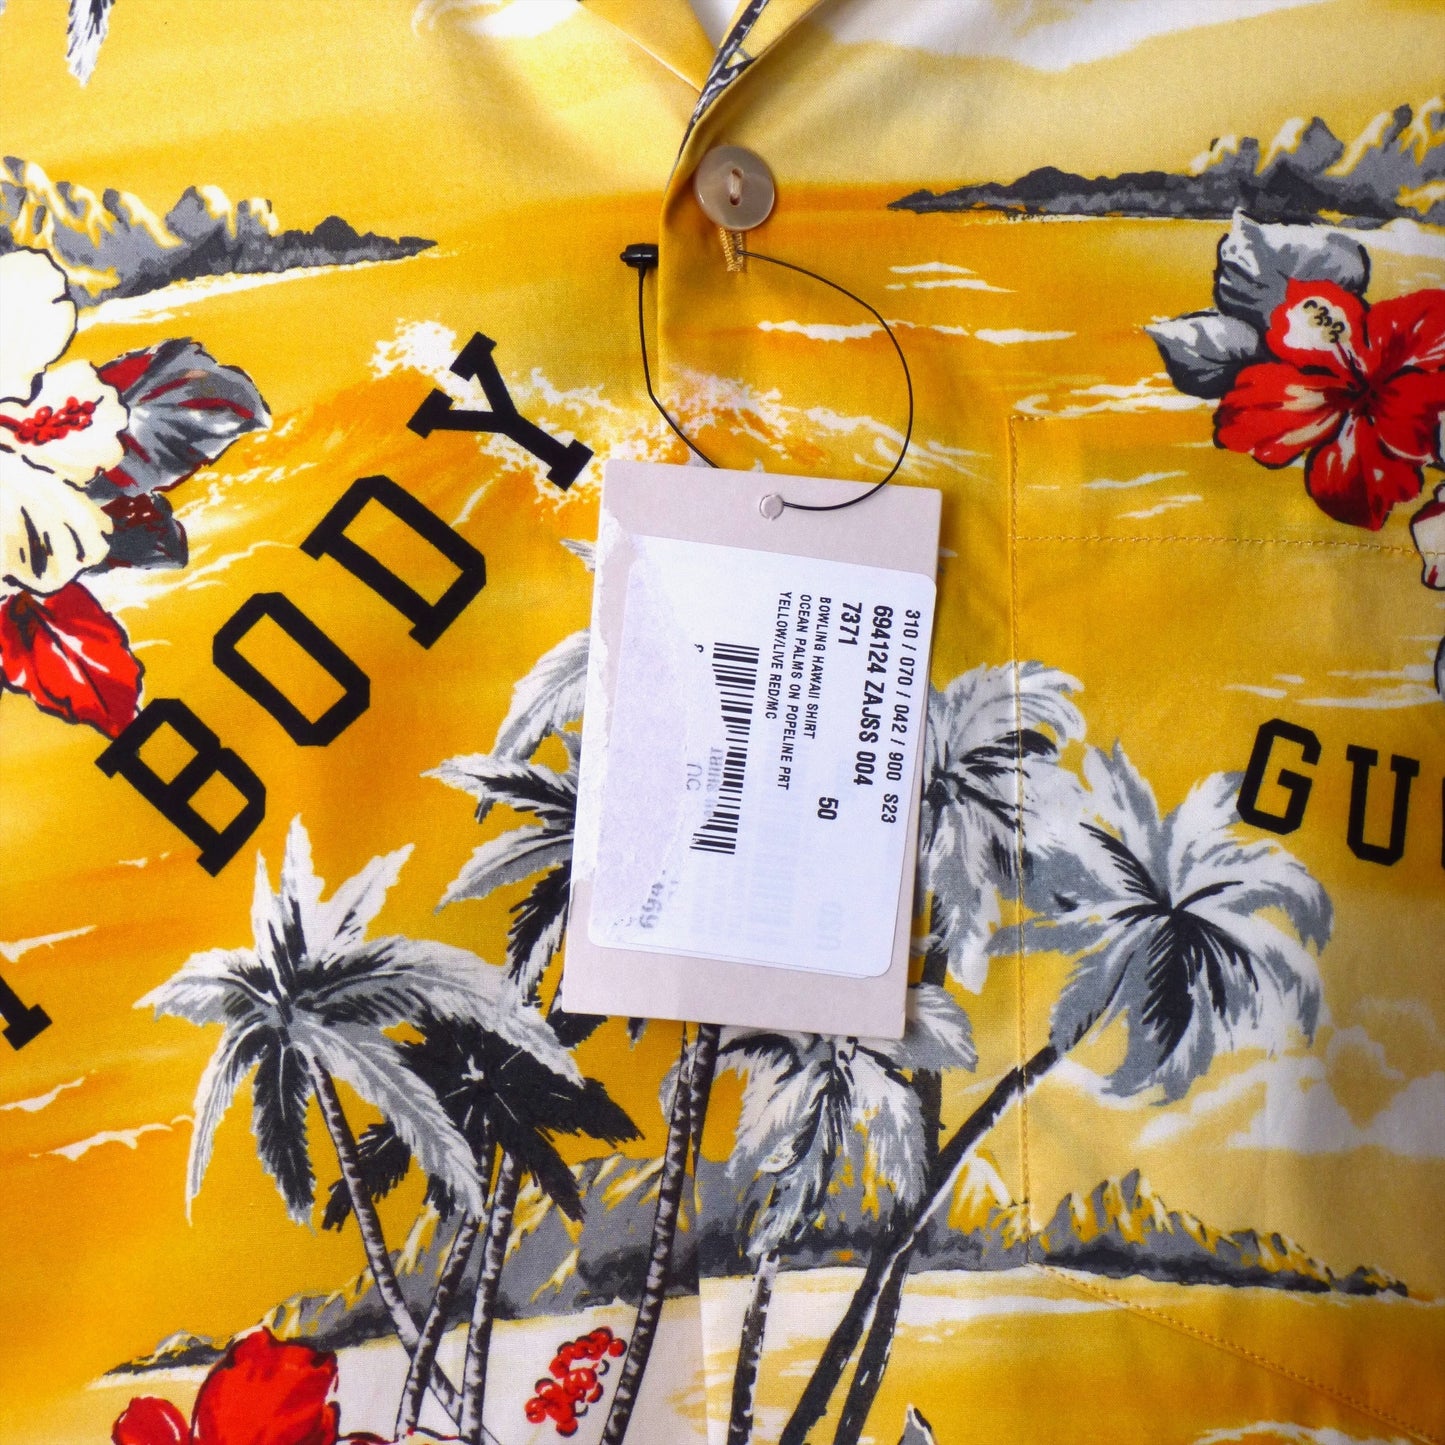 BODY
GU
310 / 070 / 042 / 900 S23
694124 ZAJSS 004
7371 50
BOWLING HAWAII SHIRT
OCEAN PALMS ON POPELINE PRT
YELLOW/LIVE RED/MC